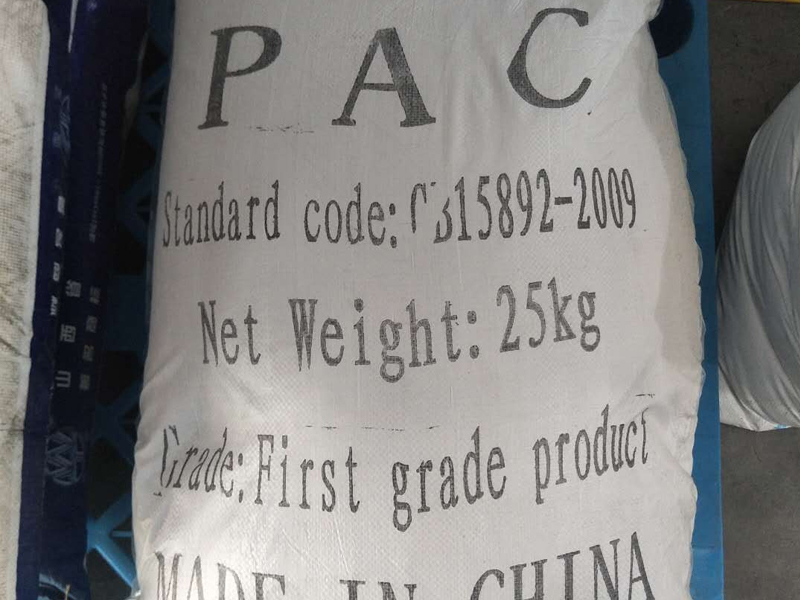 PAC
Standard code: GB15892-2009
Net Weight: 25kg
Grade: First grade product
MADE IN CHINA